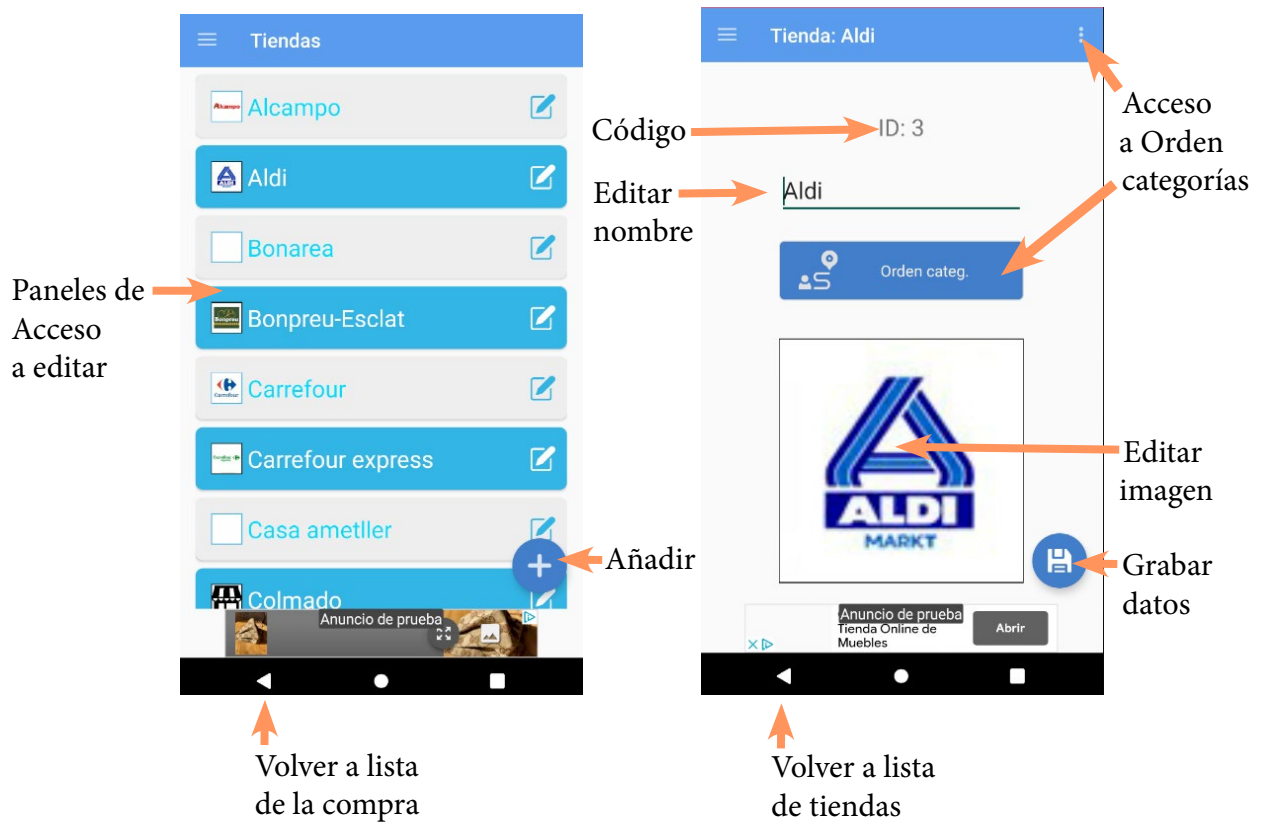 Tiendas
Alcampo
Aldi
Bonarea
Bonpreu-Esclat
Carrefour
Carrefour express
Casa ametller
Colmado
Anuncio de prueba
Paneles de
Acceso
a editar
Añadir
Volver a lista
de la compra
Tienda: Aldi
ID: 3
Aldi
Orden categ.
ALDI
MARKT
Anuncio de prueba
Tienda Online de
Muebles
Abrir
Código
Editar
nombre
Acceso
a Orden
categorías
Editar
imagen
Grabar
datos
Volver a lista
de tiendas